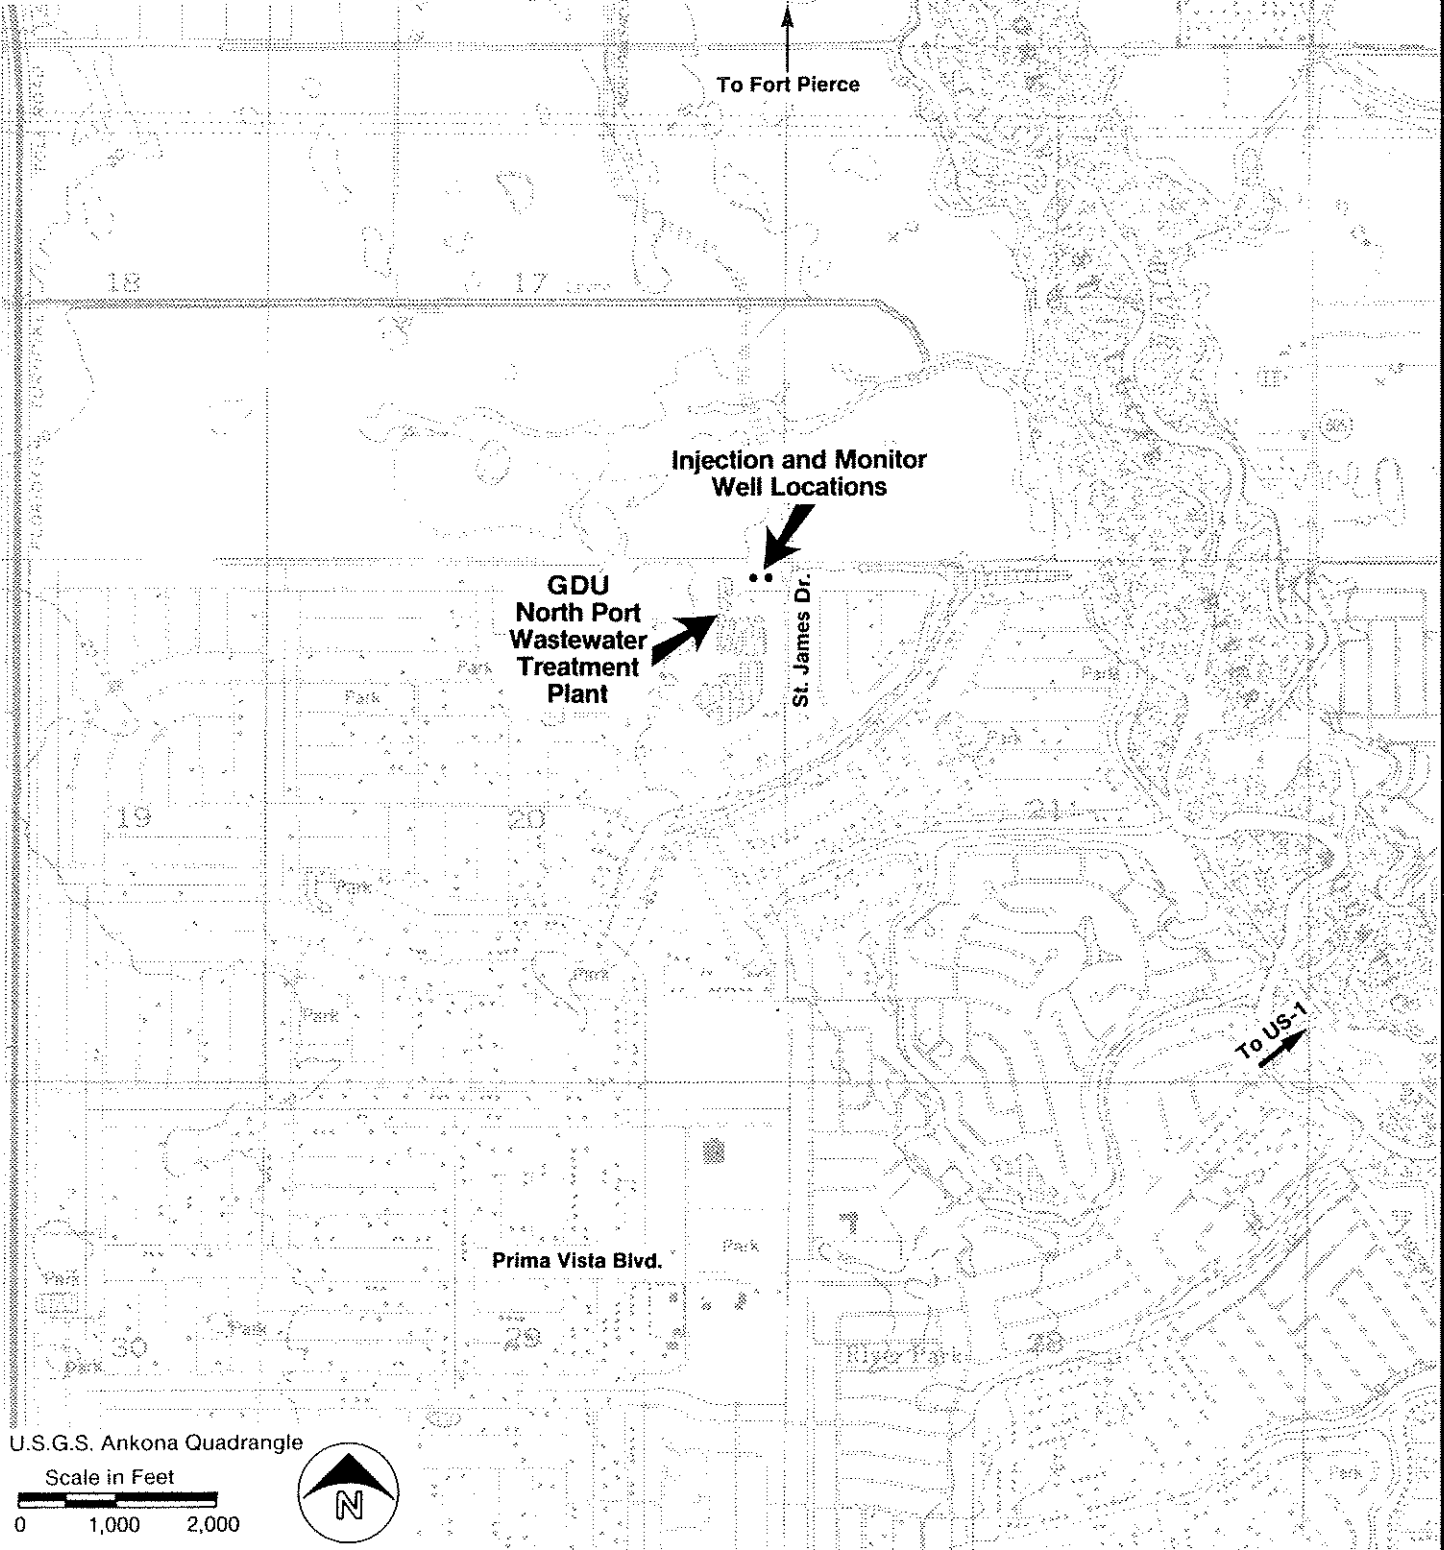 To Fort Pierce
18
17
Injection and Monitor
Well Locations
GDU
North Port
Wastewater
Treatment
Plant
St. James Dr.
Park
Park
Park
Park
19
20
21
Park
Park
Park
To US-1
Prima Vista Blvd.
Park
Park
Park
Park
30
29
28
Park
U.S.G.S. Ankona Quadrangle
Scale in Feet
0 1,000 2,000
N